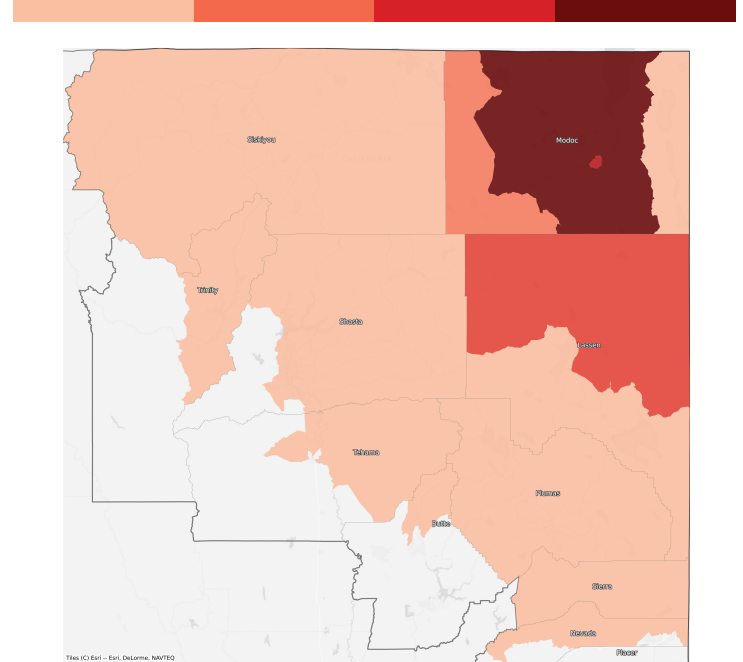 Siskiyou
Modoc
Trinity
Shasta
Lassen
Tehama
Plumas
Butte
Sierra
Nevada
Placer
Tiles (C) Esri -- Esri, DeLorme, NAVTEQ